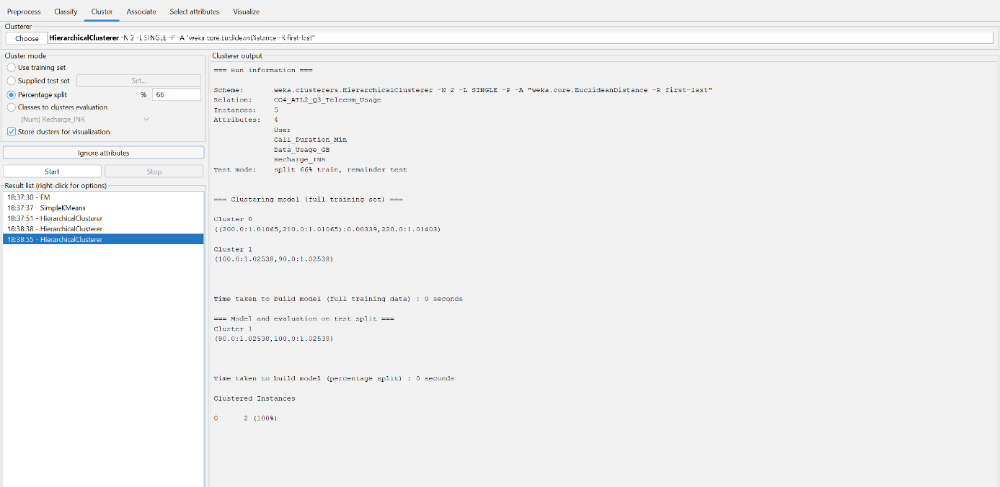 Preprocess Classify Cluster Associate Select attributes Visualize
Clusterer
Choose HierarchicalClusterer -N 2 -L SINGLE -P -A "weka.core.EuclideanDistance -R first-last"
Cluster mode
Use training set
Supplied test set Set...
Percentage split % 66
Classes to clusters evaluation
(Num) Recharge_INR
Store clusters for visualization
Ignore attributes
Start Stop
Result list (right-click for options)
18:37:30 - EM
18:37:37 - SimpleKMeans
18:37:51 - HierarchicalClusterer
18:38:38 - HierarchicalClusterer
18:38:55 - HierarchicalClusterer
Clusterer output
=== Run information ===
Scheme: weka.clusterers.HierarchicalClusterer -N 2 -L SINGLE -P -A "weka.core.EuclideanDistance -R first-last"
Relation: CO4_ATL2_Q3_Telecom_Usage
Instances: 5
Attributes: 4
User
Call_Duration_Min
Data_Usage_GB
Recharge_INR
Test mode: split 66% train, remainder test
=== Clustering model (full training set) ===
Cluster 0
((200.0:1.01065,210.0:1.01065):0.00339,220.0:1.01403)
Cluster 1
(100.0:1.02538,90.0:1.02538)
Time taken to build model (full training data) : 0 seconds
=== Model and evaluation on test split ===
Cluster 1
(90.0:1.02538,100.0:1.02538)
Time taken to build model (percentage split) : 0 seconds
Clustered Instances
0 2 (100%)